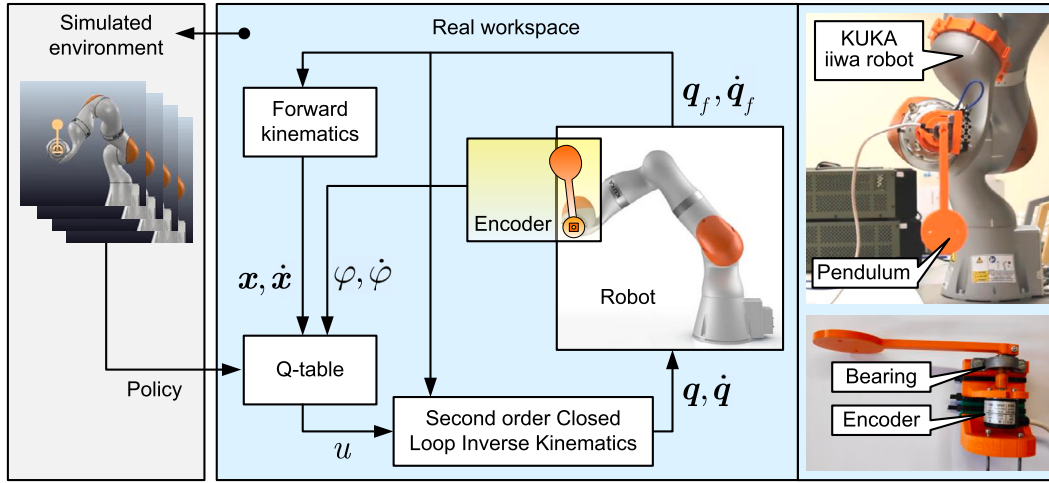 Simulated
environment
Policy
Real workspace
Forward
kinematics
𝒙, 𝒙̇
φ, φ̇
Encoder
Robot
𝒒_f, 𝒒̇_f
Q-table
u
Second order Closed
Loop Inverse Kinematics
𝒒, 𝒒̇
KUKA
iiwa robot
Pendulum
Bearing
Encoder